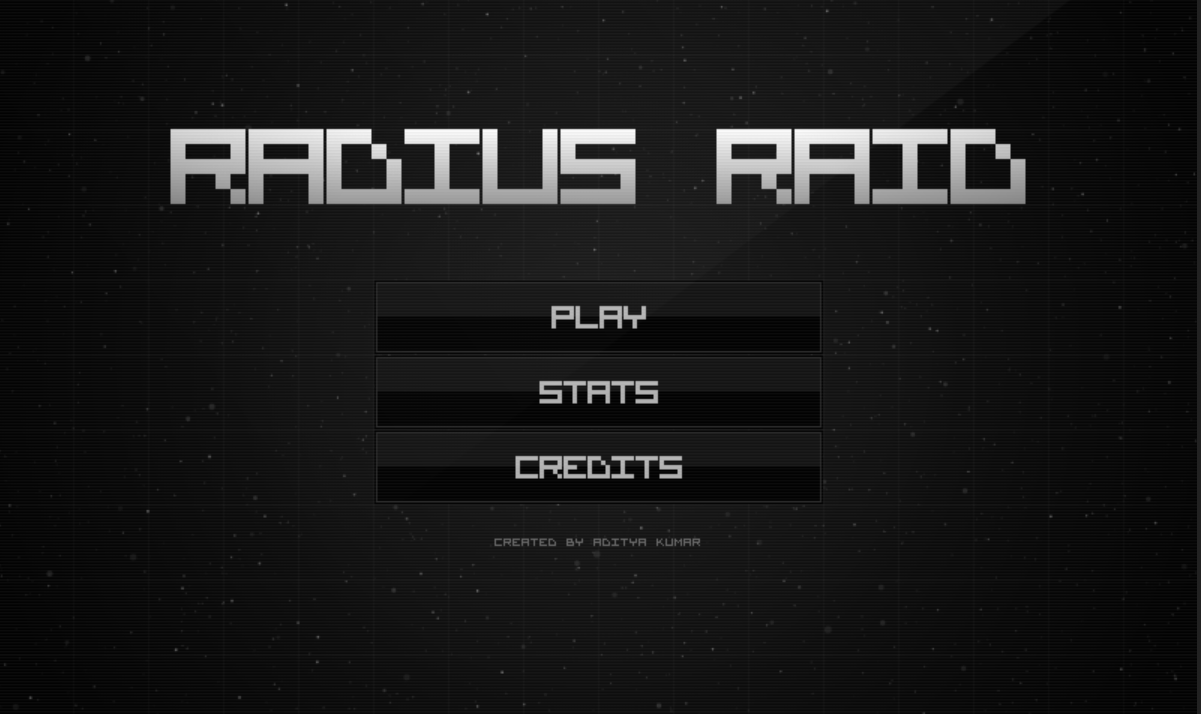 RADIUS RAID
PLAY
STATS
CREDITS
CREATED BY ADITYA KUMAR